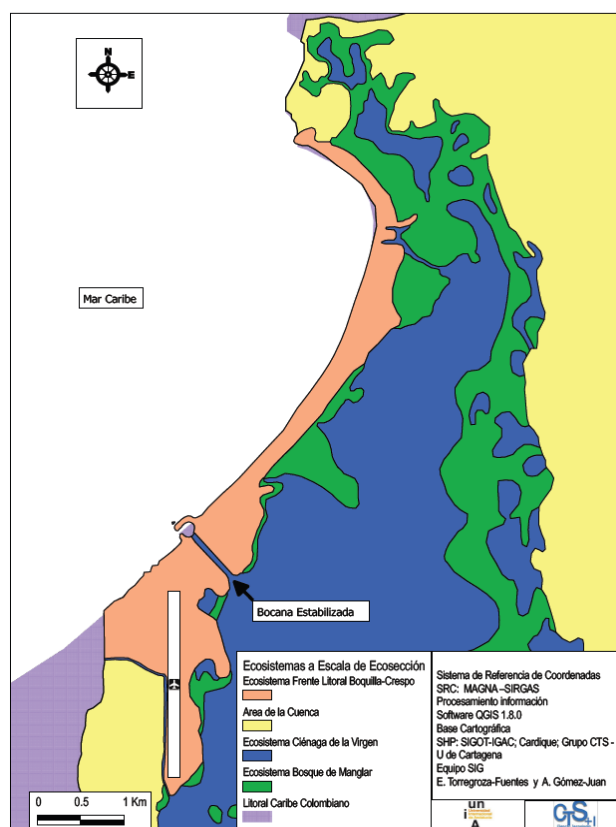 N
E
Mar Caribe
Bocana Estabilizada
Ecosistemas a Escala de Ecosección
Ecosistema Frente Litoral Boquilla-Crespo
Area de la Cuenca
Ecosistema Ciénaga de la Virgen
Ecosistema Bosque de Manglar
Litoral Caribe Colombiano
Sistema de Referencia de Coordenadas
SRC: MAGNA -SIRGAS
Procesamiento información
Software QGIS 1.8.0
Base Cartográfica
SHP: SIGOT-IGAC; Cardique; Grupo CTS -
U de Cartagena
Equipo SIG
E. Torregroza-Fuentes y A. Gómez-Juan
0 0.5 1 Km
un
i
A
CTS+I